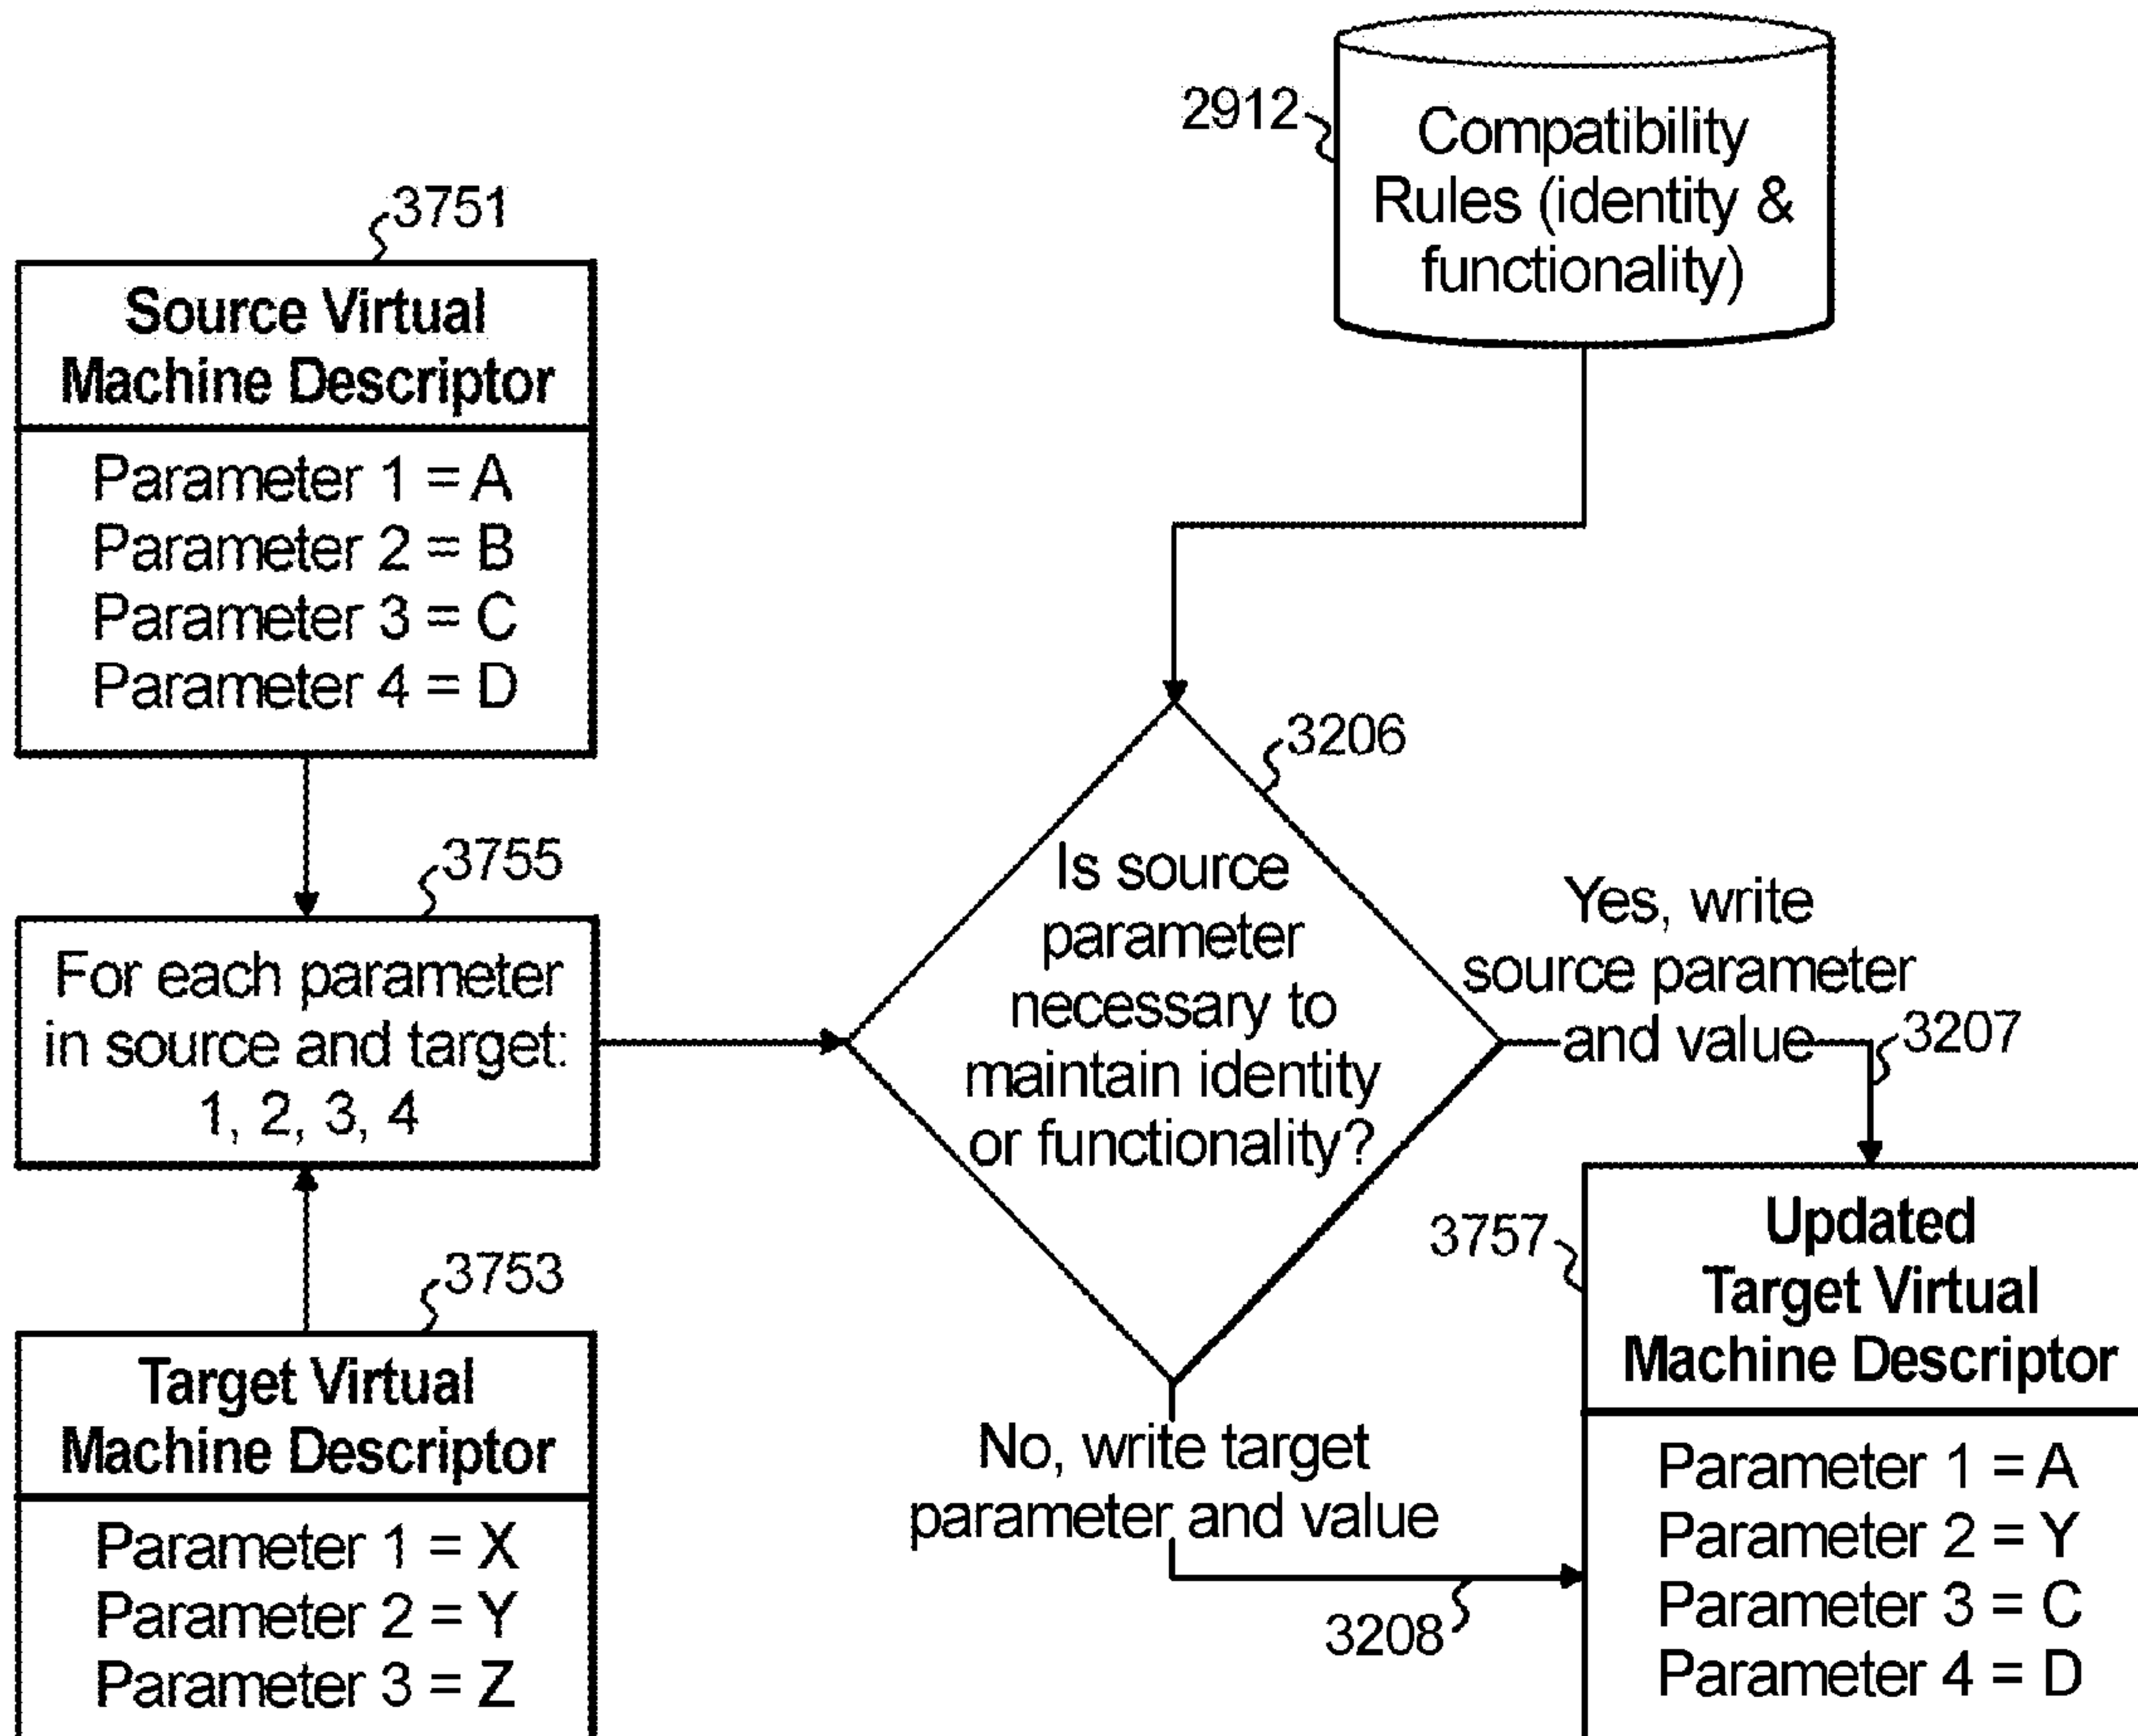 2912
Compatibility
Rules (identity &
functionality)
3751
Source Virtual
Machine Descriptor
Parameter 1 = A
Parameter 2 = B
Parameter 3 = C
Parameter 4 = D
3755
For each parameter
in source and target:
1, 2, 3, 4
3753
Target Virtual
Machine Descriptor
Parameter 1 = X
Parameter 2 = Y
Parameter 3 = Z
3206
Is source
parameter
necessary to
maintain identity
or functionality?
Yes, write
source parameter
and value
3207
No, write target
parameter and value
3208
3757
Updated
Target Virtual
Machine Descriptor
Parameter 1 = A
Parameter 2 = Y
Parameter 3 = C
Parameter 4 = D